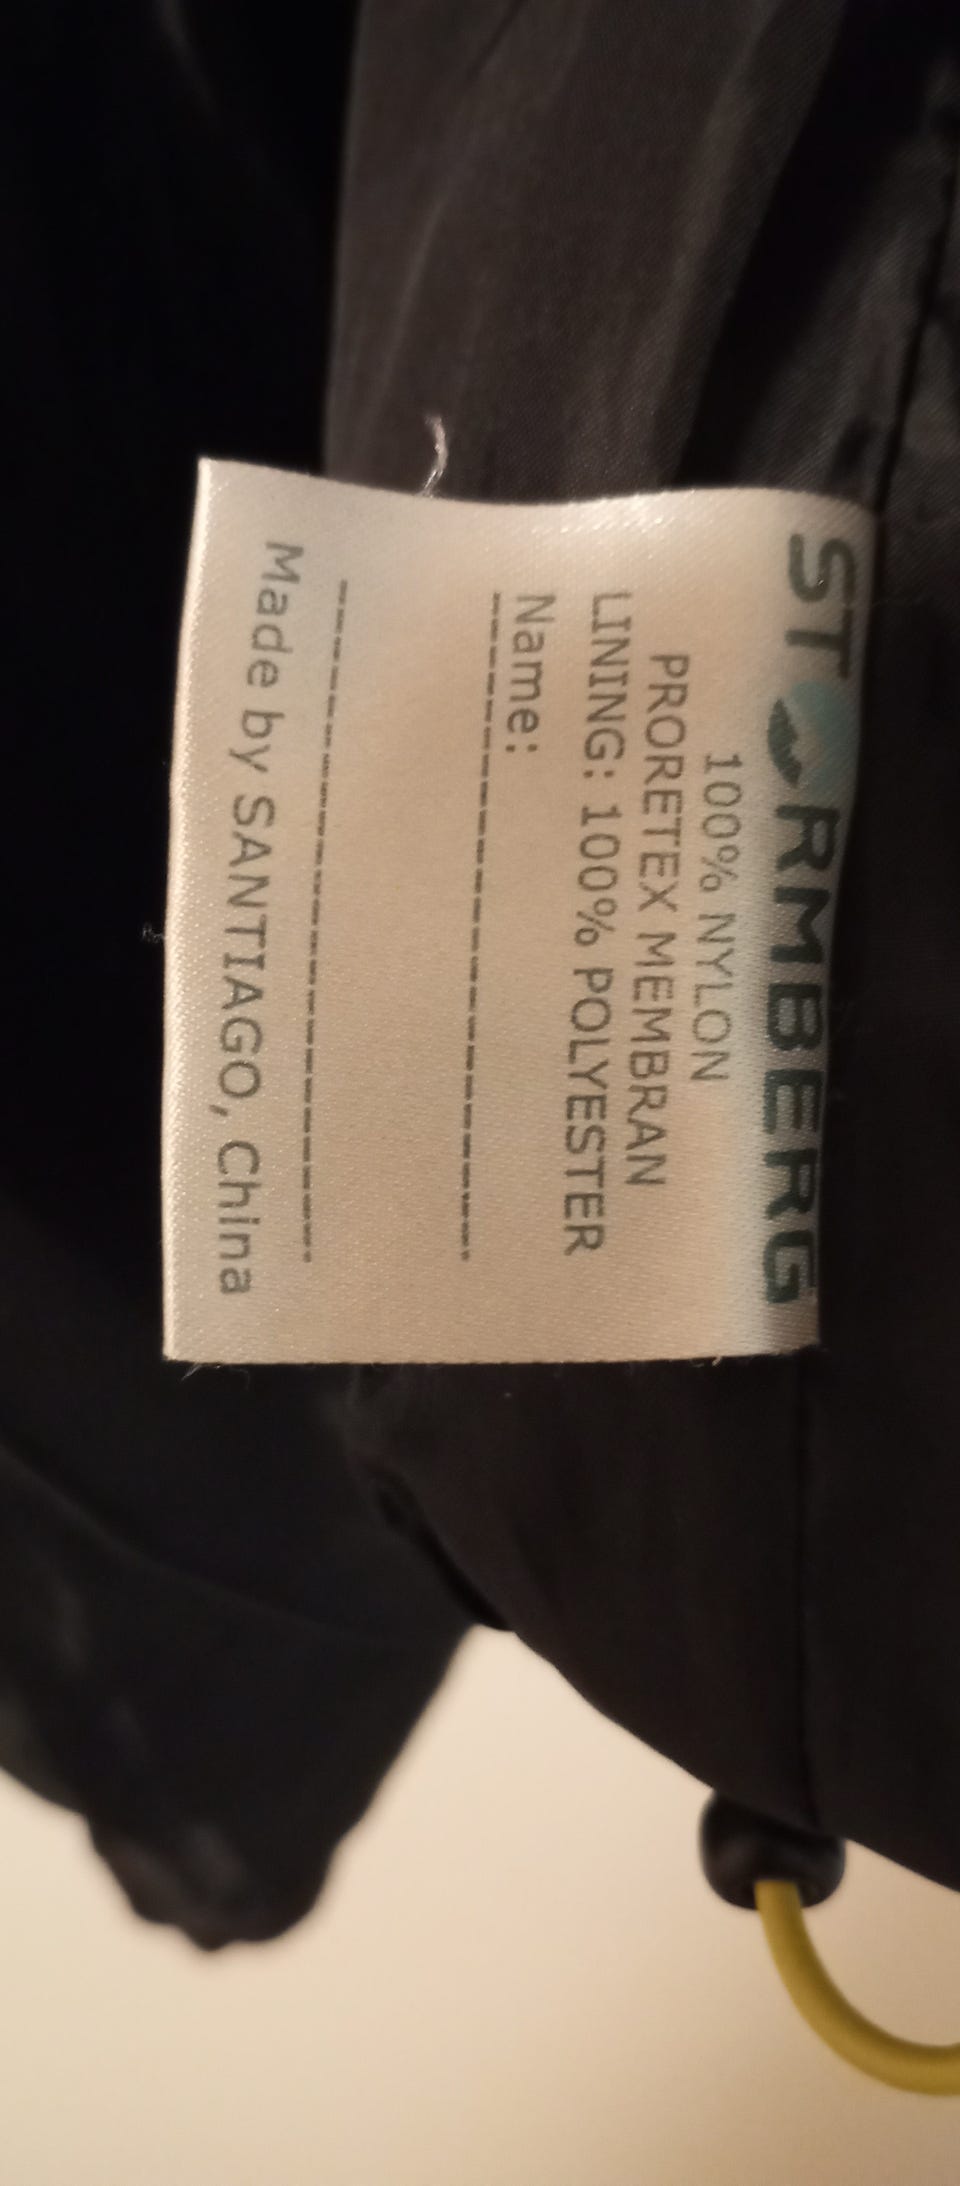 STORMBERG
100% NYLON
PRORETEX MEMBRAN
LINING: 100% POLYESTER
Name:
Made by SANTIAGO, China